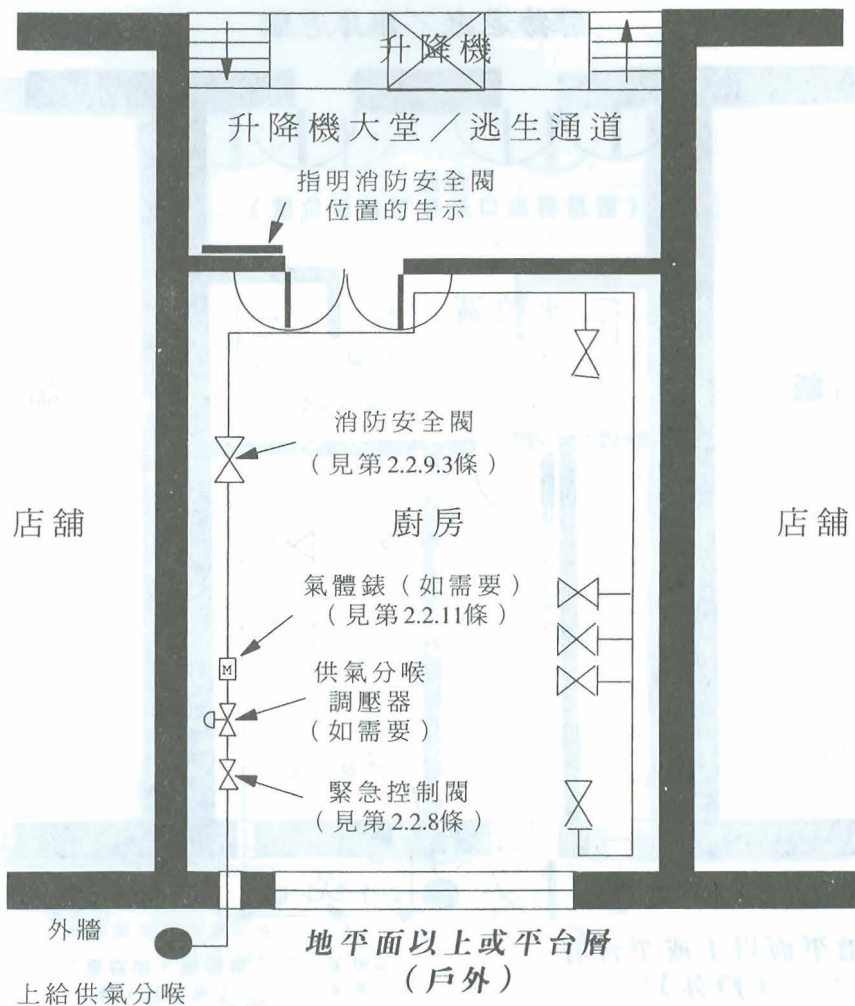 升降機
升降機大堂／逃生通道
指明消防安全閥
位置的告示
消防安全閥
（見第2.2.9.3條）
店舖
廚房
店舖
氣體錶（如需要）
（見第2.2.11條）
M
供氣分喉
調壓器
（如需要）
緊急控制閥
（見第2.2.8條）
外牆
地平面以上或平台層
（戶外）
上給供氣分喉